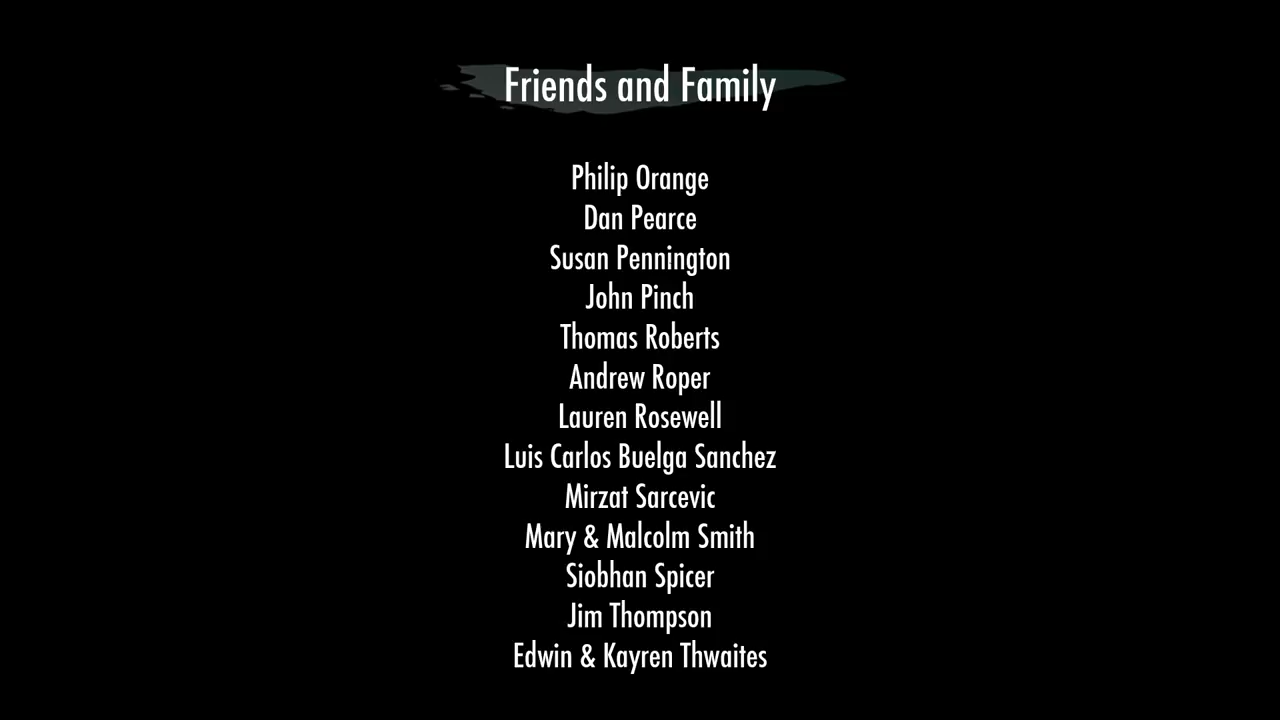 Friends and Family
Philip Orange
Dan Pearce
Susan Pennington
John Pinch
Thomas Roberts
Andrew Roper
Lauren Rosewell
Luis Carlos Buelga Sanchez
Mirzat Sarcevic
Mary & Malcolm Smith
Siobhan Spicer
Jim Thompson
Edwin & Kayren Thwaites